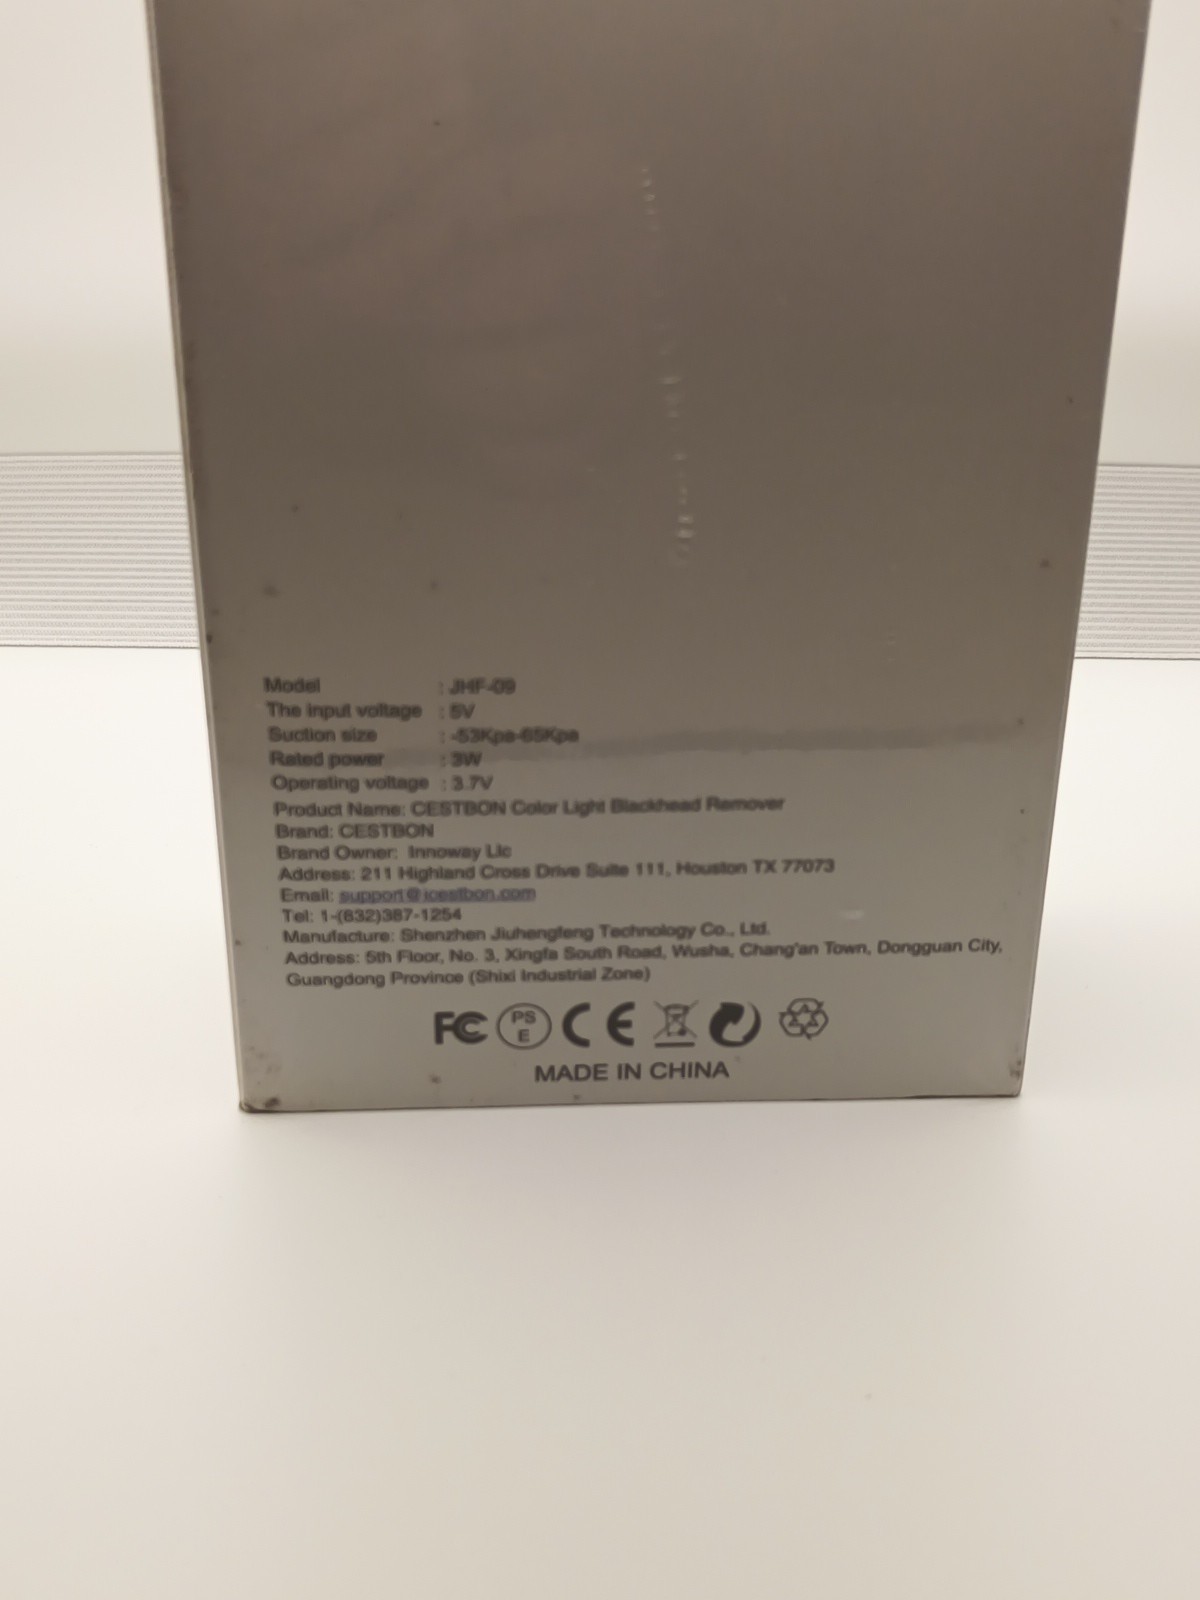 Model : JHF-09
The input voltage : 5V
Suction size : -53Kpa-65Kpa
Rated power : 3W
Operating voltage : 3.7V
Product Name: CESTBON Color Light Blackhead Remover
Brand: CESTBON
Brand Owner: Innoway Llc
Address: 211 Highland Cross Drive Suite 111, Houston TX 77073
Email: support@icestbon.com
Tel: 1-(832)387-1254
Manufacture: Shenzhen Jiuhengfeng Technology Co., Ltd.
Address: 5th Floor, No. 3, Xingfa South Road, Wusha, Chang'an Town, Dongguan City,
Guangdong Province (Shixi Industrial Zone)
FC PS E CE
MADE IN CHINA